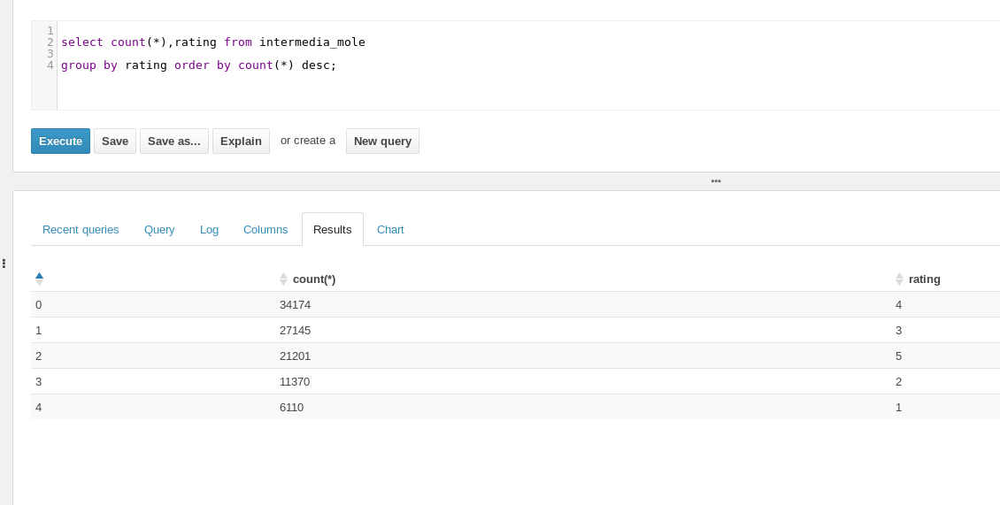 1
2 select count(*),rating from intermedia_mole
3
4 group by rating order by count(*) desc;
Execute Save Save as... Explain or create a New query
Recent queries Query Log Columns Results Chart
count(*) rating
0 34174 4
1 27145 3
2 21201 5
3 11370 2
4 6110 1